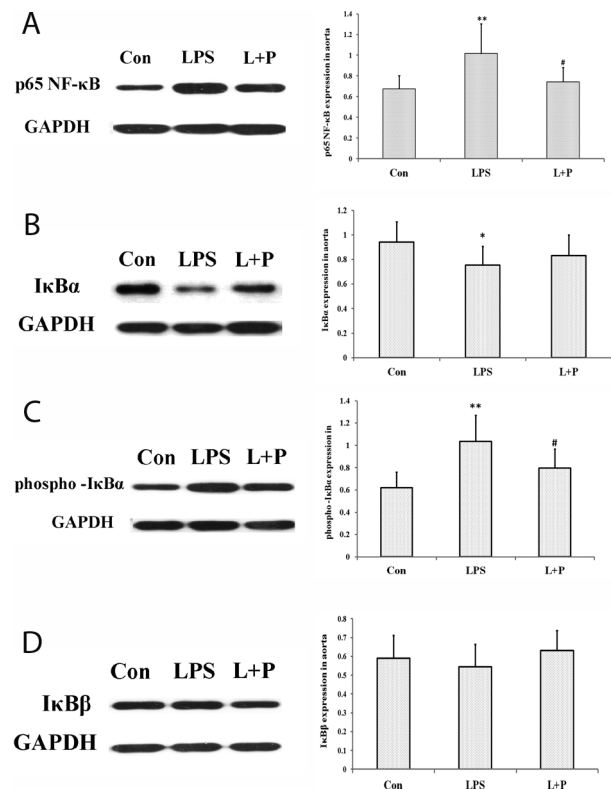 A
Con LPS L+P
p65 NF-κB
GAPDH
p65 NF-κB expression in aorta
1.4
1.2
1
0.8
0.6
0.4
0.2
0
**
#
Con LPS L+P
B
Con LPS L+P
IκBα
GAPDH
IκBα expression in aorta
1.2
1
0.8
0.6
0.4
0.2
0
*
Con LPS L+P
C
Con LPS L+P
phospho -IκBα
GAPDH
phospho -IκBα expression in
1.4
1.2
1
0.8
0.6
0.4
0.2
0
**
#
Con LPS L+P
D
Con LPS L+P
IκBβ
GAPDH
IκBβ expression in aorta
0.8
0.7
0.6
0.5
0.4
0.3
0.2
0.1
0
Con LPS L+P